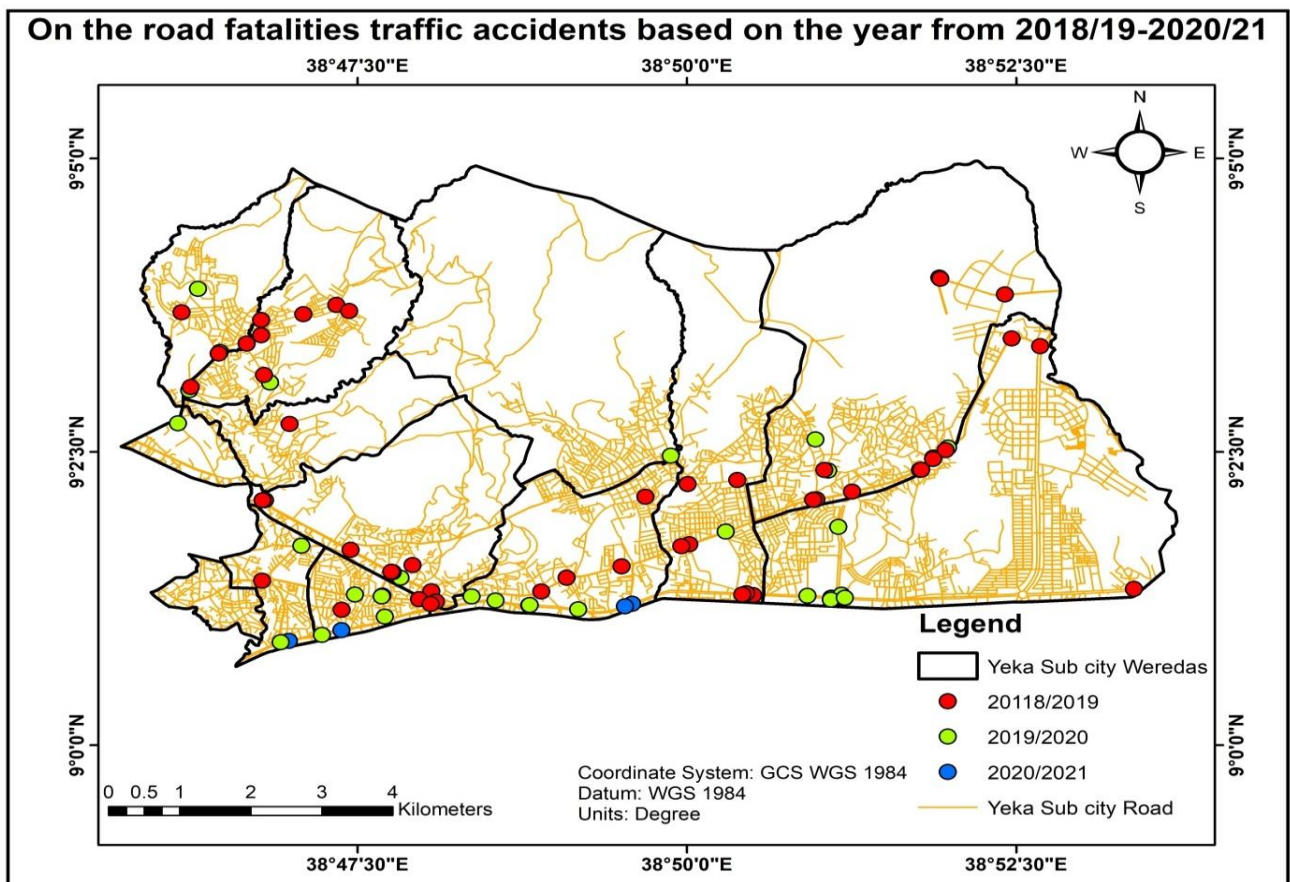 On the road fatalities traffic accidents based on the year from 2018/19-2020/21
38°47'30"E 38°50'0"E 38°52'30"E
N
W E
S
9°5'0"N 9°5'0"N
9°2'3.0"N 9°2'3.0"N
9°0'0"N 9°0'0"N
Legend
Yeka Sub city Weredas
20118/2019
2019/2020
2020/2021
Yeka Sub city Road
Coordinate System: GCS WGS 1984
Datum: WGS 1984
Units: Degree
0 0.5 1 2 3 4
Kilometers
38°47'30"E 38°50'0"E 38°52'30"E